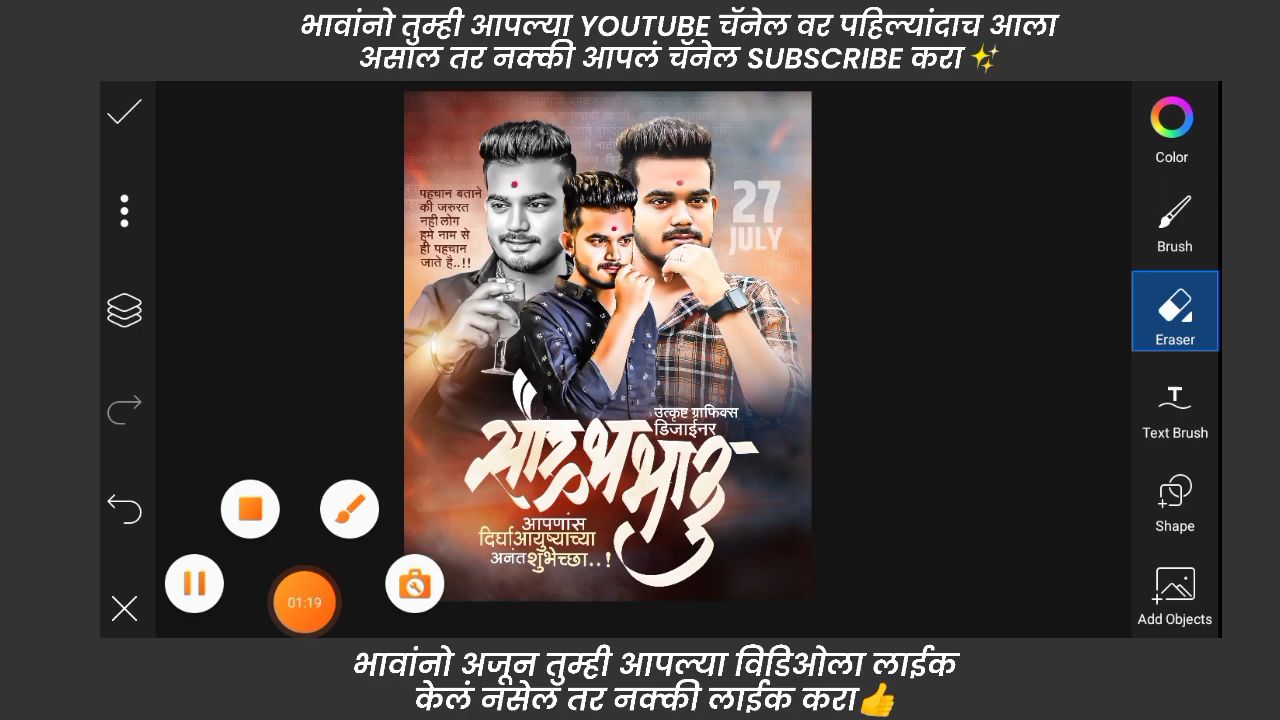 भावांनो तुम्ही आपल्या YOUTUBE चॅनेल वर पहिल्यांदाच आला
असाल तर नक्की आपलं चॅनेल SUBSCRIBE करा ✨
Color
Brush
Eraser
Text Brush
Shape
Add Objects
पहचान बताने
की जरुरत
नही लोग
हमे नाम से
ही पहचान
जाते है..!!
27
JULY
उत्कृष्ट ग्राफिक्स
डिजाईनर
सौरभ भाऊ
आपणांस
दिर्घाआयुष्याच्या
अनंत शुभेच्छा..!
01:19
भावांनो अजून तुम्ही आपल्या विडिओला लाईक
केलं नसेल तर नक्की लाईक करा👍